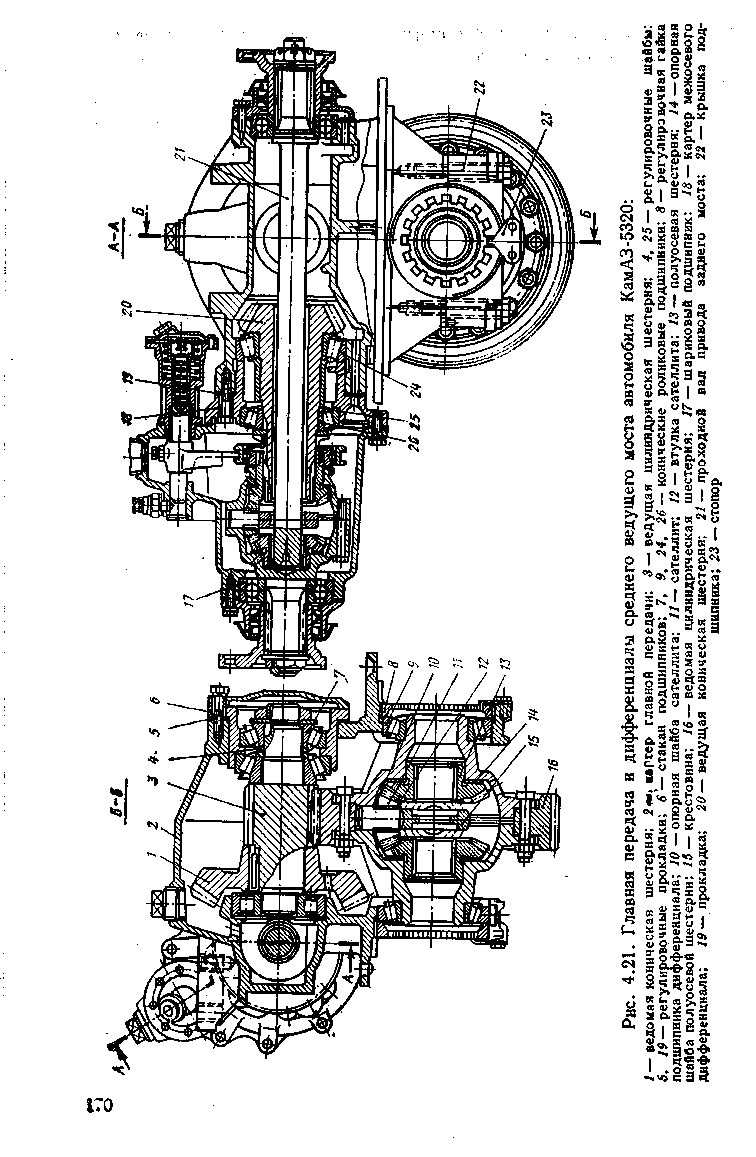 170
А
Б-Б
1
2
3
4
5
6
7
8
9
10
11
12
13
14
15
16
А
А-А
Б
17
18
19
20
21
22
23
24
25
26
Б
Рис. 4.21. Главная передача и дифференциалы среднего ведущего моста автомобиля КамАЗ-5320:
1 — ведомая коническая шестерня; 2 — картер главной передачи; 3 — ведущая цилиндрическая шестерня; 4, 25 — регулировочные шайбы;
5, 19 — регулировочные прокладки; 6 — стакан подшипников; 7, 9, 24, 26 — конические роликовые подшипники; 8 — регулировочная гайка
подшипника дифференциала; 10 — опорная шайба сателлита; 11 — сателлит; 12 — втулка сателлита; 13 — полуосевая шестерня; 14 — опорная
шайба полуосевой шестерни; 15 — крестовина; 16 — ведомая цилиндрическая шестерня; 17 — шариковый подшипник; 18 — картер межосевого
дифференциала; 19 — прокладка; 20 — ведущая коническая шестерня; 21 — проходной вал привода заднего моста; 22 — крышка под-
шипника; 23 — стопор